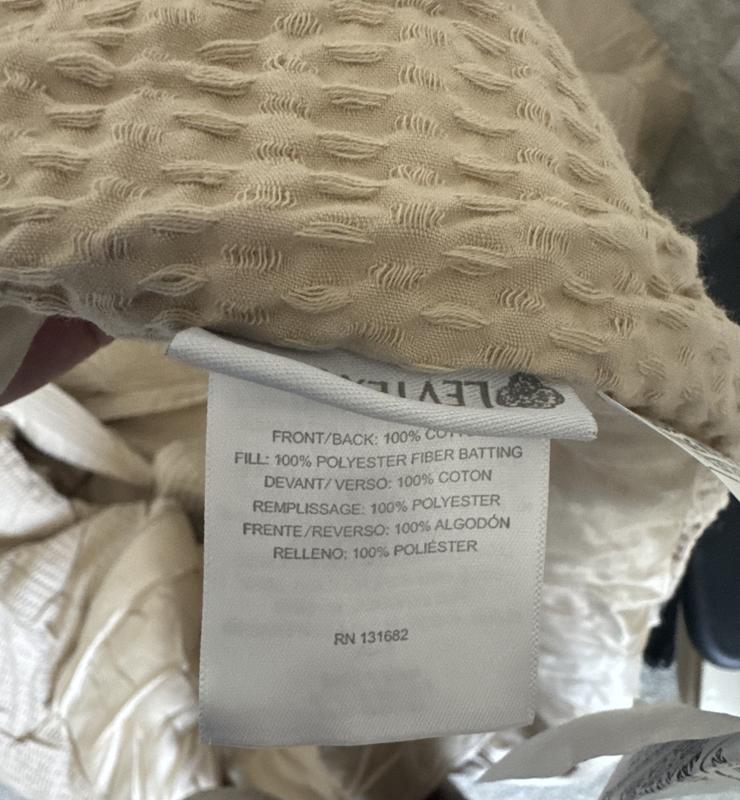 FRONT/BACK: 100%
FILL: 100% POLYESTER FIBER BATTING
DEVANT/VERSO: 100% COTON
REMPLISSAGE: 100% POLYESTER
FRENTE/REVERSO: 100% ALGODÓN
RELLENO: 100% POLIÉSTER
RN 131682